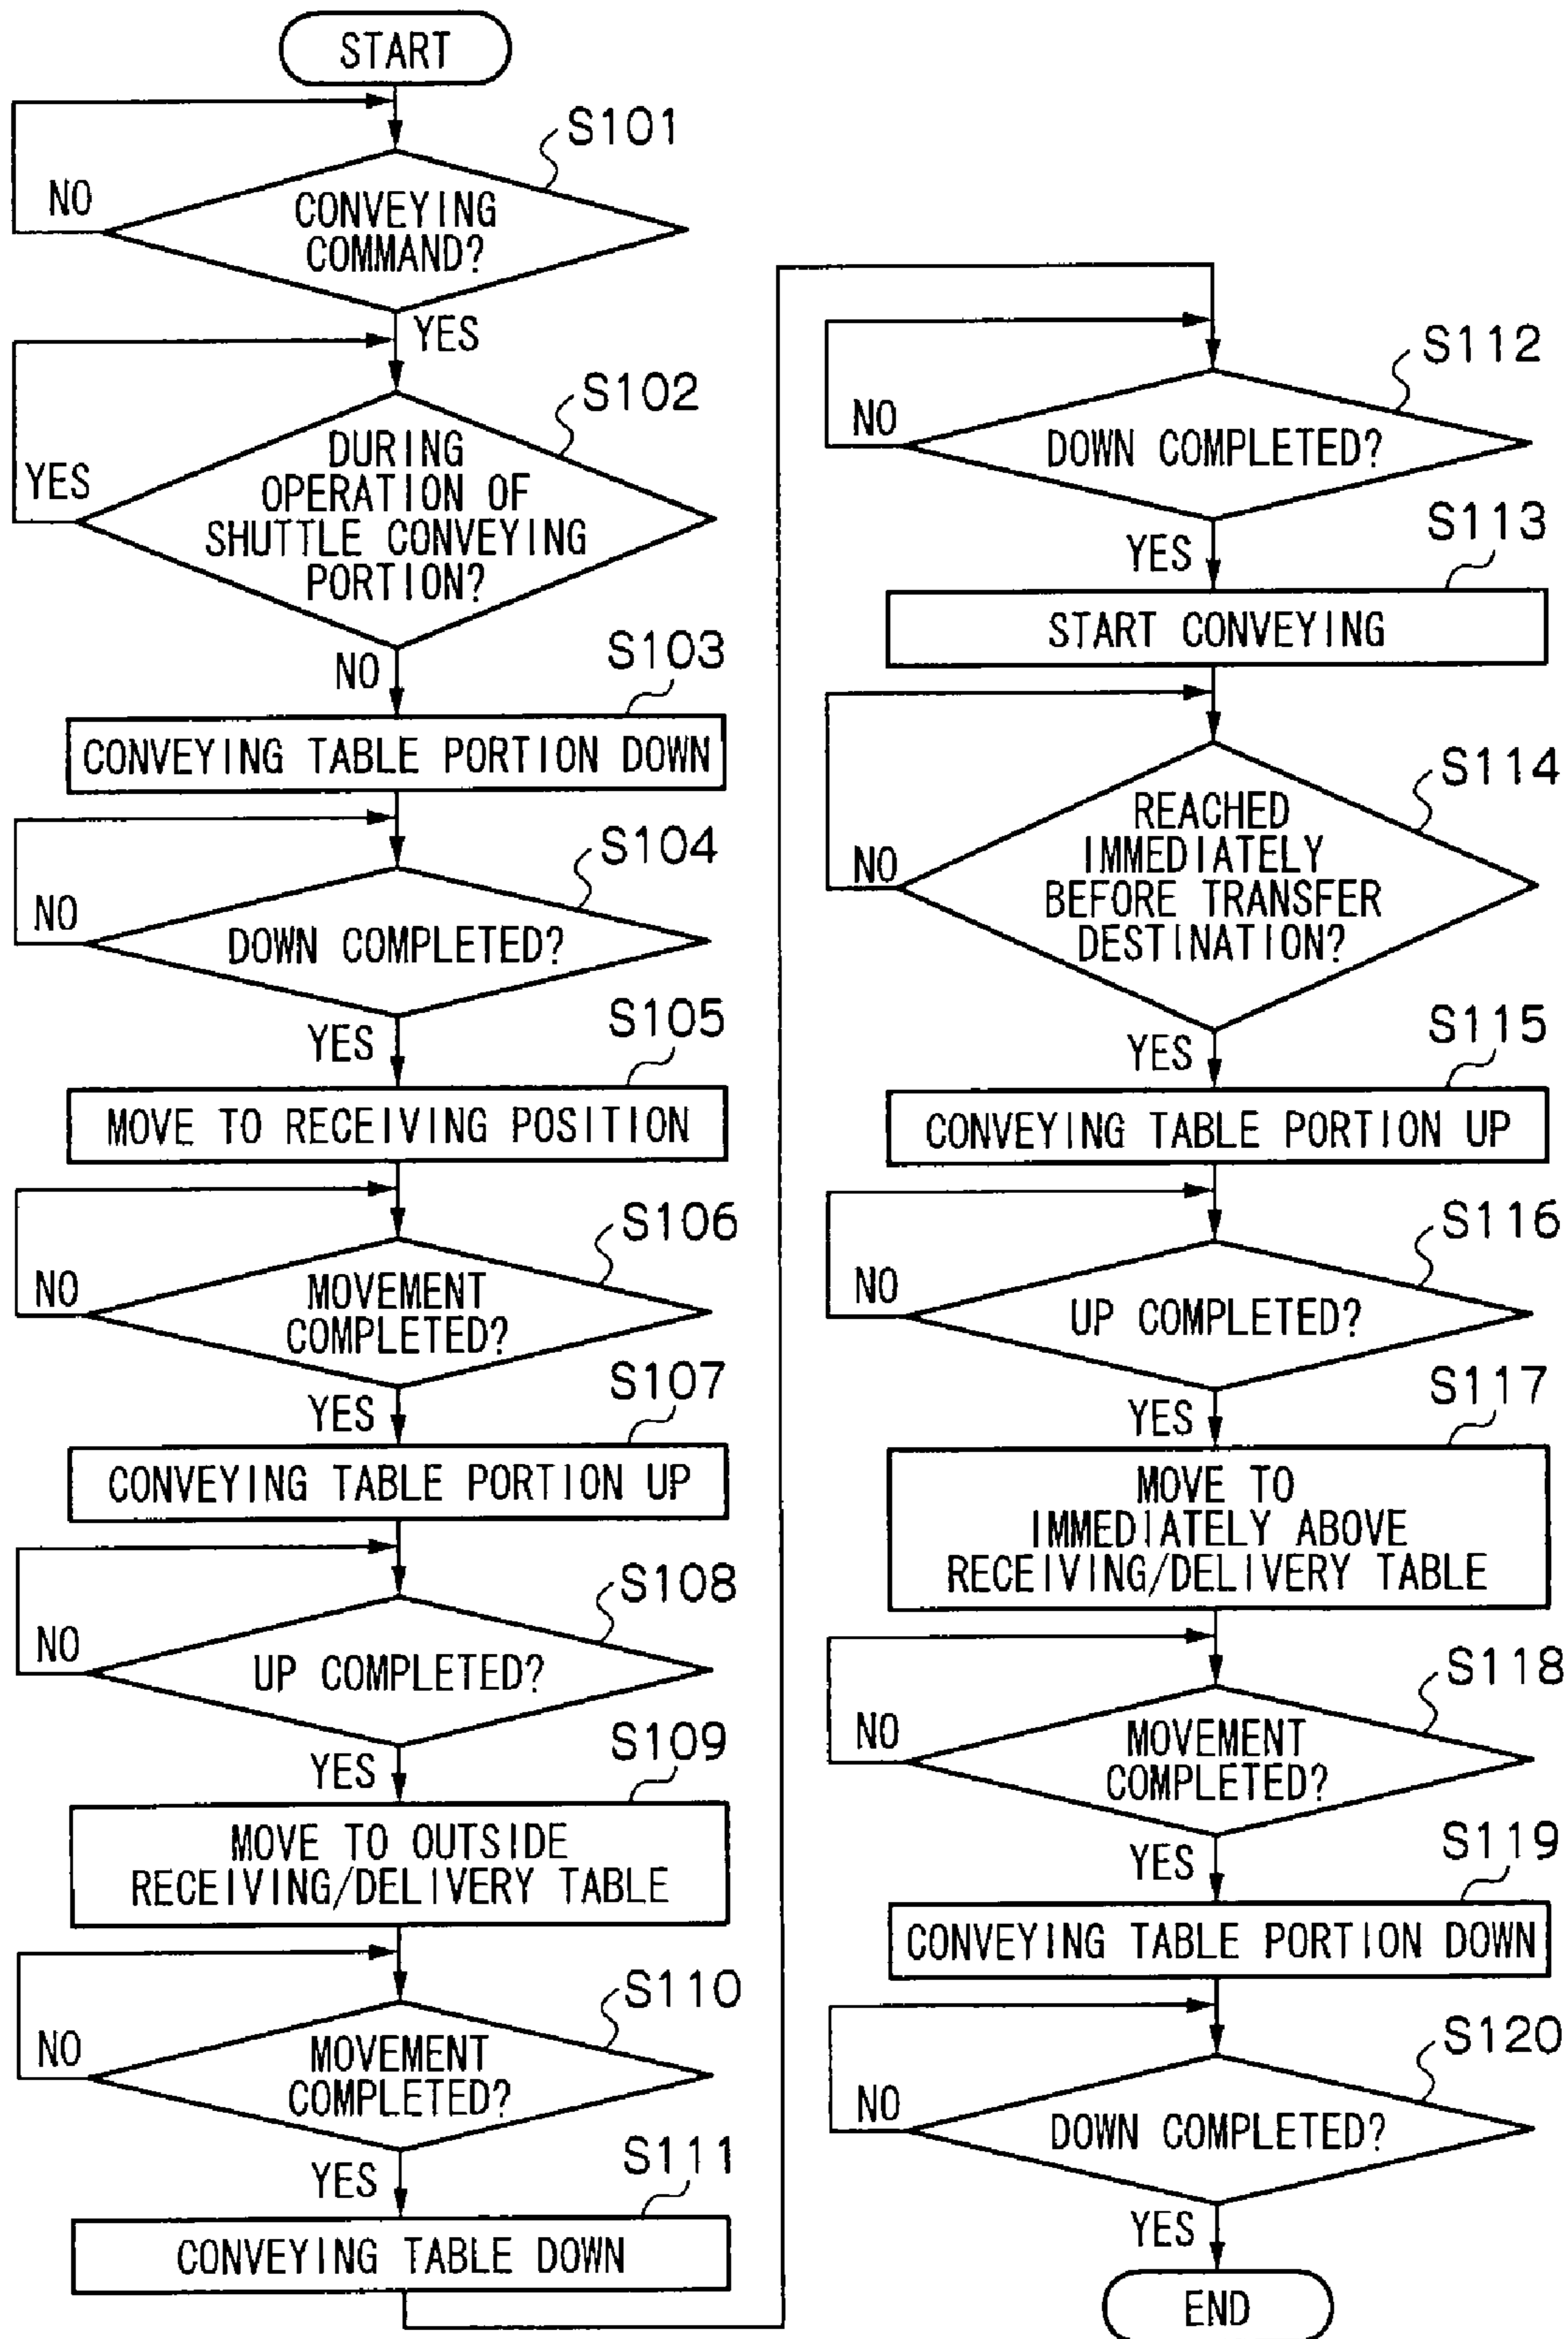 START
S101
NO
CONVEYING
COMMAND?
YES
S102
YES
DURING
OPERATION OF
SHUTTLE CONVEYING
PORTION?
NO
S103
CONVEYING TABLE PORTION DOWN
S104
NO
DOWN COMPLETED?
YES
S105
MOVE TO RECEIVING POSITION
S106
NO
MOVEMENT
COMPLETED?
YES
S107
CONVEYING TABLE PORTION UP
S108
NO
UP COMPLETED?
YES
S109
MOVE TO OUTSIDE
RECEIVING/DELIVERY TABLE
S110
NO
MOVEMENT
COMPLETED?
YES
S111
CONVEYING TABLE DOWN
S112
NO
DOWN COMPLETED?
YES
S113
START CONVEYING
S114
NO
REACHED
IMMEDIATELY
BEFORE TRANSFER
DESTINATION?
YES
S115
CONVEYING TABLE PORTION UP
S116
NO
UP COMPLETED?
YES
S117
MOVE TO
IMMEDIATELY ABOVE
RECEIVING/DELIVERY TABLE
S118
NO
MOVEMENT
COMPLETED?
YES
S119
CONVEYING TABLE PORTION DOWN
S120
NO
DOWN COMPLETED?
YES
END